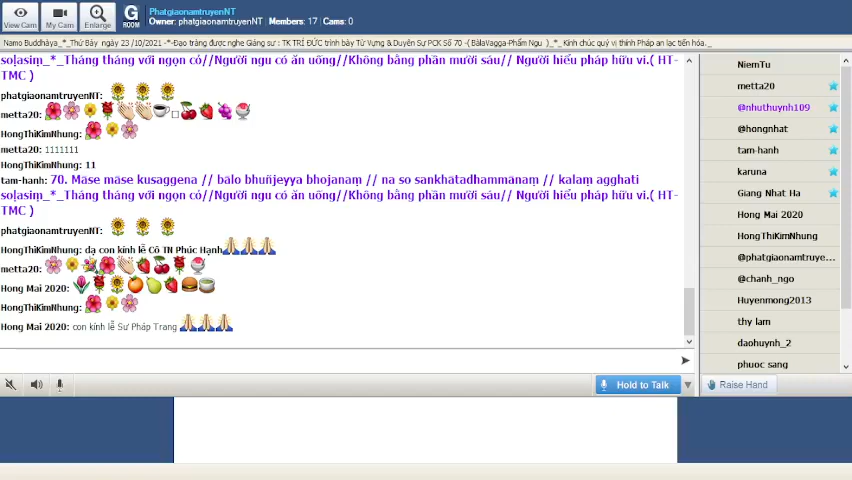 PhatgiaonamtruyenNT
Owner: phatgiaonamtruyenNT Members: 17 | Cams: 0
View Cam
My Cam
Enlarge
G
ROOM
Namo Buddhàya_*_Thứ Bảy ngày 23 /10/2021 -*-Đạo tràng được nghe Giảng sư : TK TRÍ ĐỨC trình bày Từ Vựng & Duyên Sự PCK Số 70 -( BàlaVagga-Phẩm Ngu )_*_ Kính chúc quý vị thính Pháp an lạc tiến hóa._
soḷasiṃ_*_Tháng tháng với ngọn cỏ//Người ngu có ăn uống//Không bằng phần mười sáu// Người hiểu pháp hữu vi.( HT-
TMC )
phatgiaonamtruyenNT:
metta20:
HongThiKimNhung:
metta20: 1111111
HongThiKimNhung: 11
tam-hanh: 70. Māse māse kusaggena // bālo bhuñjeyya bhojanaṃ // na so sankhātadhammānaṃ // kalaṃ agghati
soḷasiṃ_*_Tháng tháng với ngọn cỏ//Người ngu có ăn uống//Không bằng phần mười sáu// Người hiểu pháp hữu vi.( HT-
TMC )
phatgiaonamtruyenNT:
HongThiKimNhung: dạ con kính lễ Cô TN Phúc Hạnh
metta20:
Hong Mai 2020:
HongThiKimNhung:
Hong Mai 2020: con kính lễ Sư Pháp Trang
Hold to Talk
Raise Hand
NiemTu
metta20
@nhuthuynh109
@hongnhat
tam-hanh
karuna
Giang Nhat Ha
Hong Mai 2020
HongThiKimNhung
@phatgiaonamtruye...
@chanh_ngo
Huyenmong2013
thy lam
daohuynh_2
phuoc sang